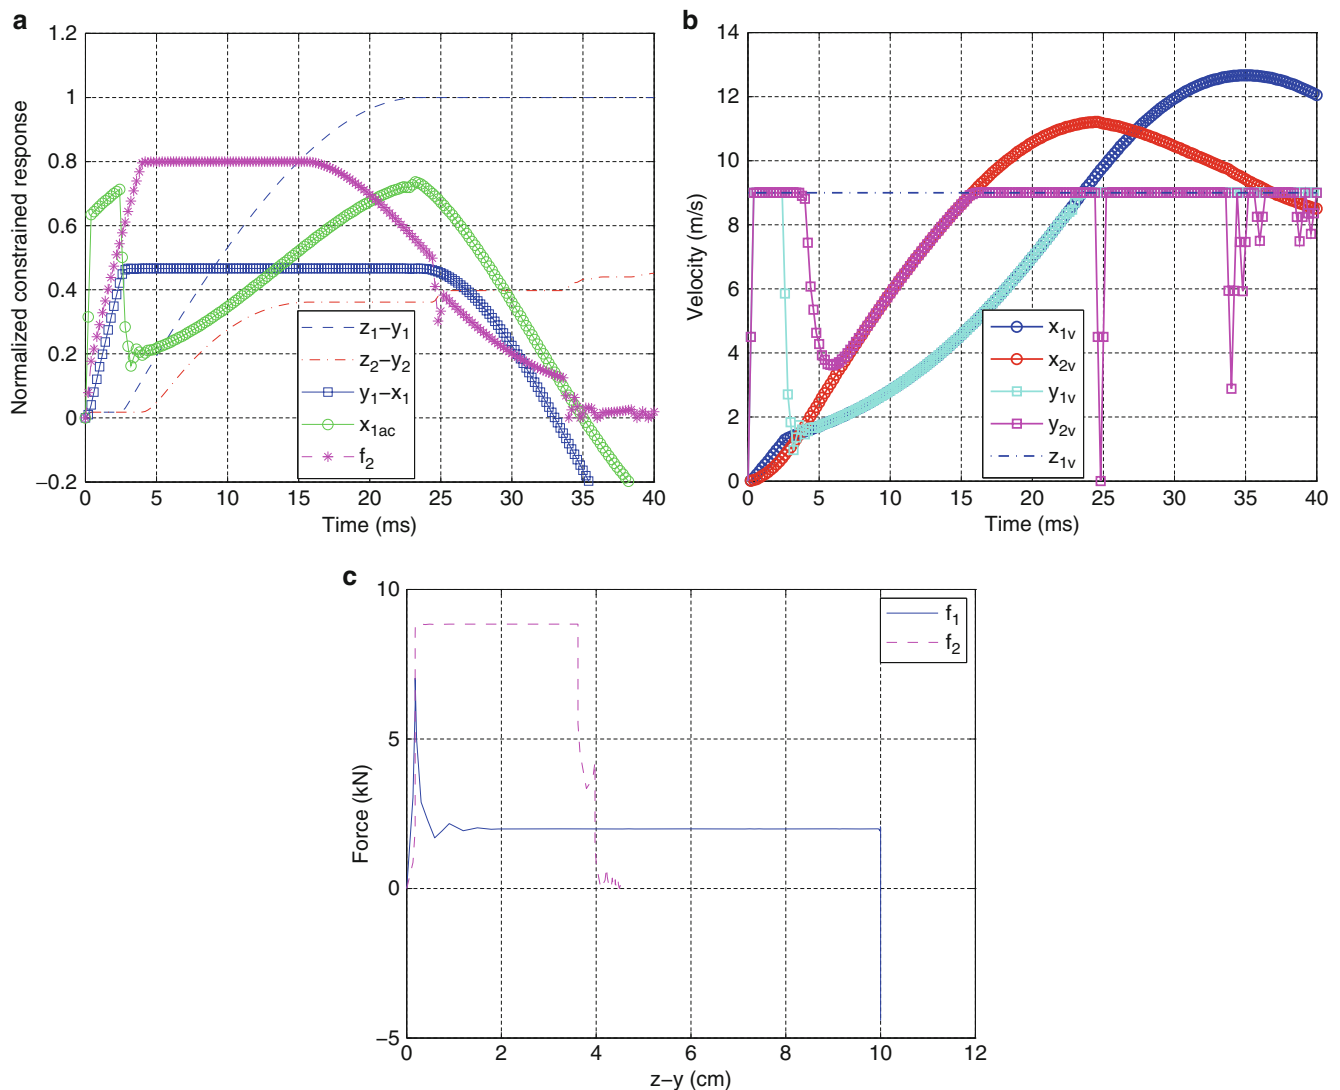 a
1.2
1
0.8
0.6
0.4
0.2
0
−0.2
Normalized constrained response
0 5 10 15 20 25 30 35 40
Time (ms)
z1−y1
z2−y2
y1−x1
x1ac
f2
b
14
12
10
8
6
4
2
0
Velocity (m/s)
0 5 10 15 20 25 30 35 40
Time (ms)
x1v
x2v
y1v
y2v
z1v
c
10
5
0
−5
Force (kN)
0 2 4 6 8 10 12
z−y (cm)
f1
f2